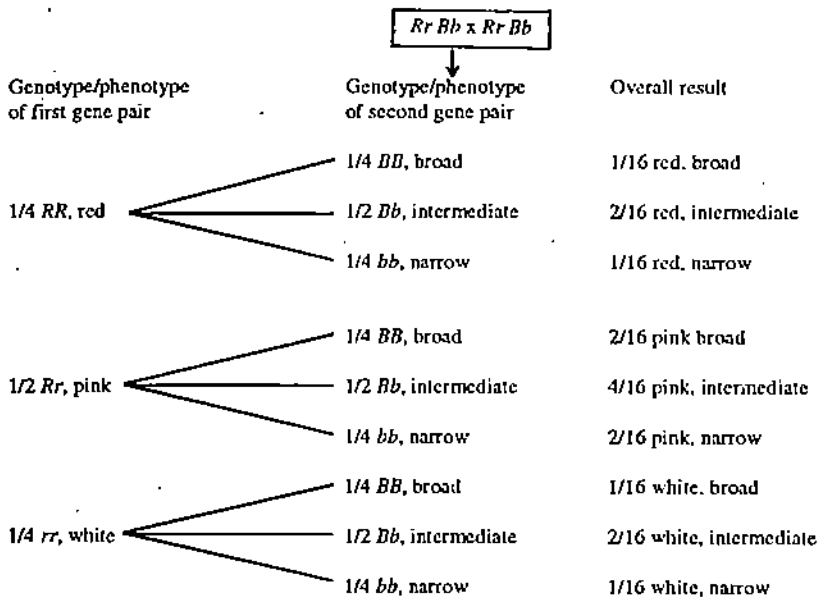 Rr Bb x Rr Bb
Genotype/phenotype
of first gene pair
Genotype/phenotype
of second gene pair
Overall result
1/4 RR, red
1/4 BB, broad
1/16 red, broad
1/2 Bb, intermediate
2/16 red, intermediate
1/4 bb, narrow
1/16 red, narrow
1/2 Rr, pink
1/4 BB, broad
2/16 pink broad
1/2 Bb, intermediate
4/16 pink, intermediate
1/4 bb, narrow
2/16 pink, narrow
1/4 rr, white
1/4 BB, broad
1/16 white, broad
1/2 Bb, intermediate
2/16 white, intermediate
1/4 bb, narrow
1/16 white, narrow